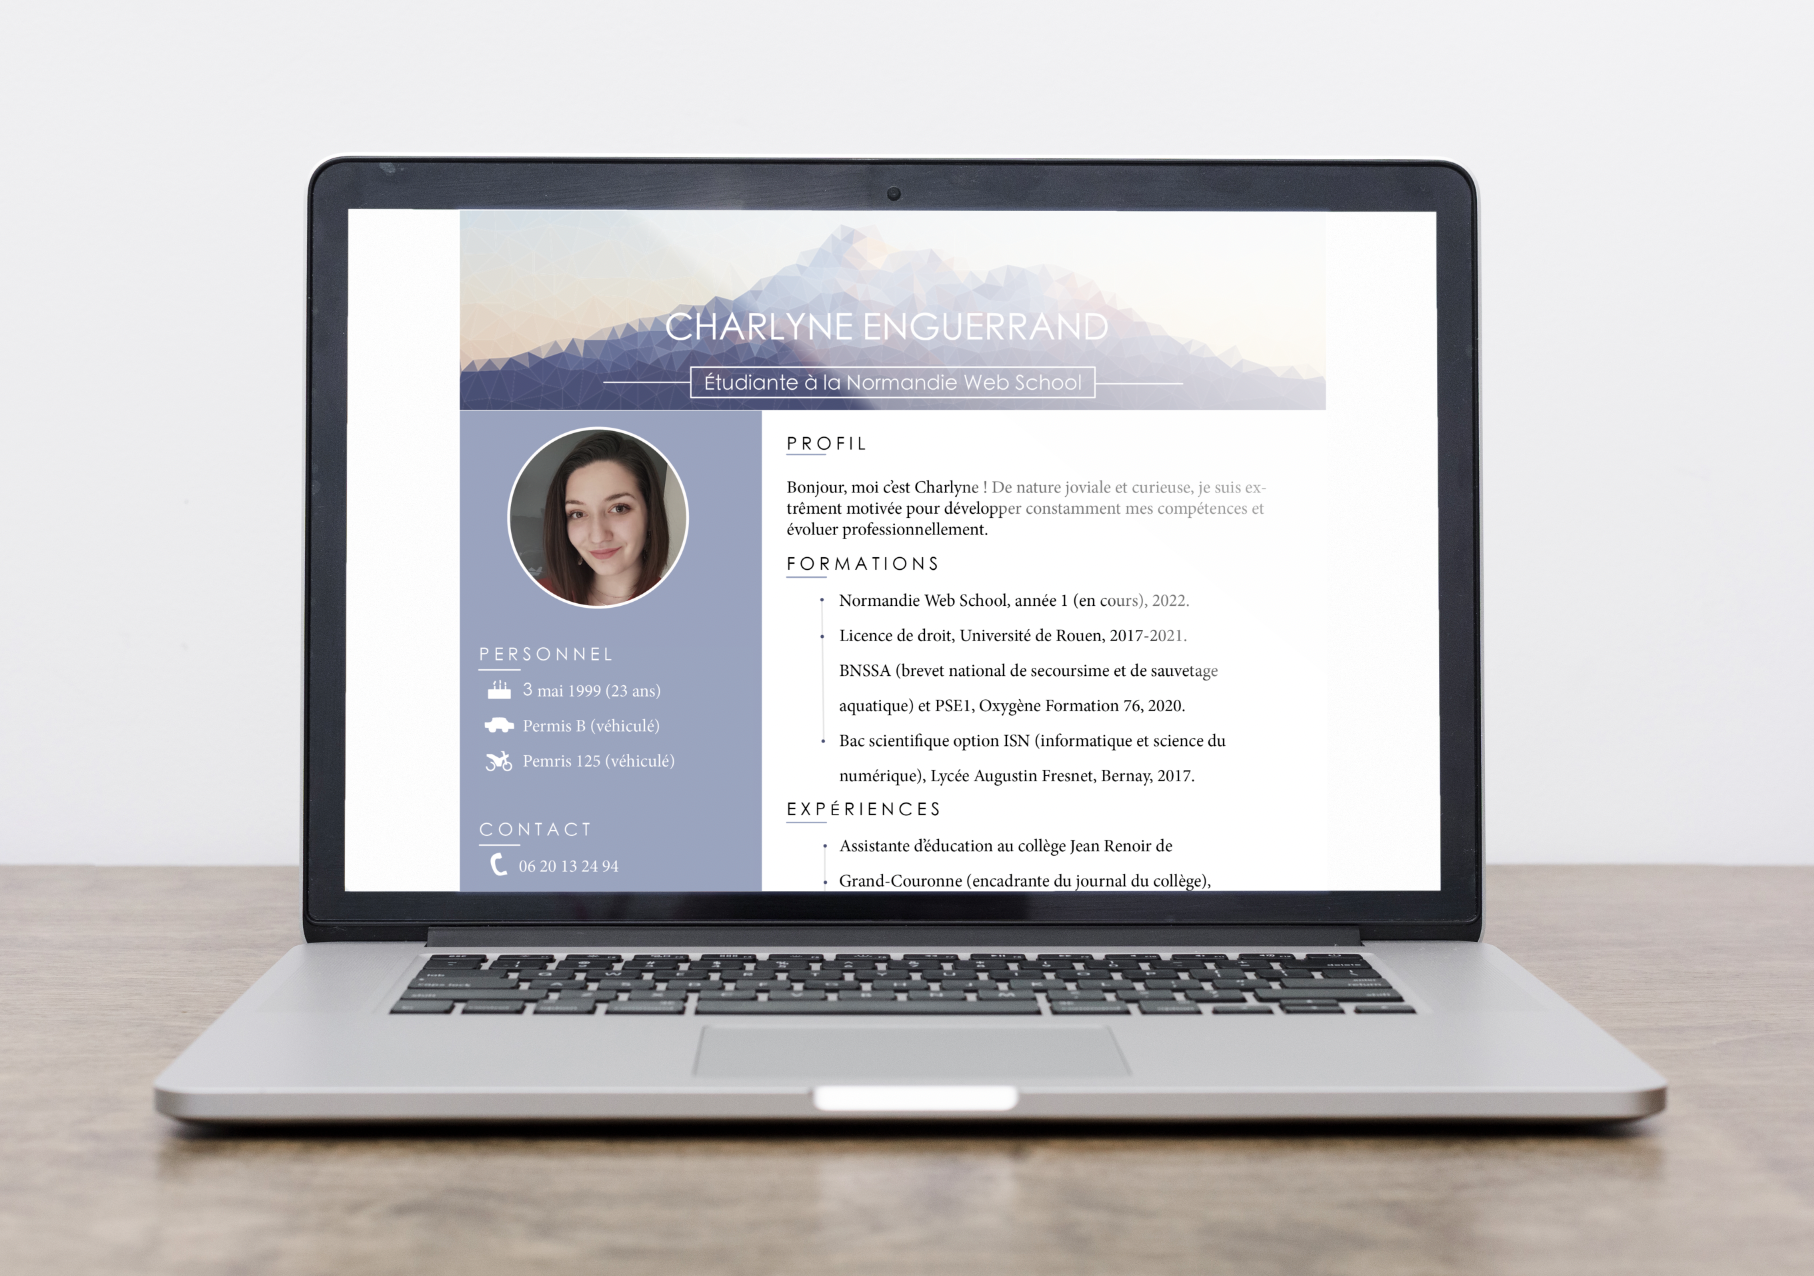 CHARLYNE ENGUERRAND
Étudiante à la Normandie Web School
PERSONNEL
3 mai 1999 (23 ans)
Permis B (véhiculé)
Pemris 125 (véhiculé)
CONTACT
06 20 13 24 94
PROFIL
Bonjour, moi c'est Charlyne ! De nature joviale et curieuse, je suis ex-
trêment motivée pour développer constamment mes compétences et
évoluer professionnellement.
FORMATIONS
Normandie Web School, année 1 (en cours), 2022.
Licence de droit, Université de Rouen, 2017-2021.
BNSSA (brevet national de secoursime et de sauvetage
aquatique) et PSE1, Oxygène Formation 76, 2020.
Bac scientifique option ISN (informatique et science du
numérique), Lycée Augustin Fresnet, Bernay, 2017.
EXPÉRIENCES
Assistante d'éducation au collège Jean Renoir de
Grand-Couronne (encadrante du journal du collège),